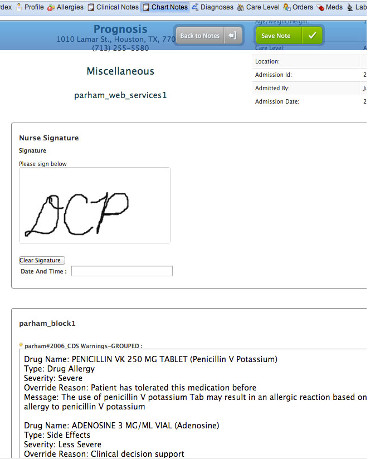 dex Profile Allergies Clinical Notes Chart Notes Diagnoses Care Level Orders Meds Lab
Prognosis
1010 Lamar St., Houston, TX, 770
(713) 255-5580
Back to Notes
Save Note
Age/Weight/Height:
Care Level
Miscellaneous
parham_web_services1
Location:
Admission Id: 2
Admitted By: J
Admission Date: 2
Nurse Signature
Signature
Please sign below
Clear Signature
Date And Time :
parham_block1
parham#2006_CDS Warnings-GROUPED :
Drug Name: PENICILLIN VK 250 MG TABLET (Penicillin V Potassium)
Type: Drug Allergy
Severity: Severe
Override Reason: Patient has tolerated this medication before
Message: The use of penicillin V potassium Tab may result in an allergic reaction based on
allergy to penicillin V potassium
Drug Name: ADENOSINE 3 MG/ML VIAL (Adenosine)
Type: Side Effects
Severity: Less Severe
Override Reason: Clinical decision support